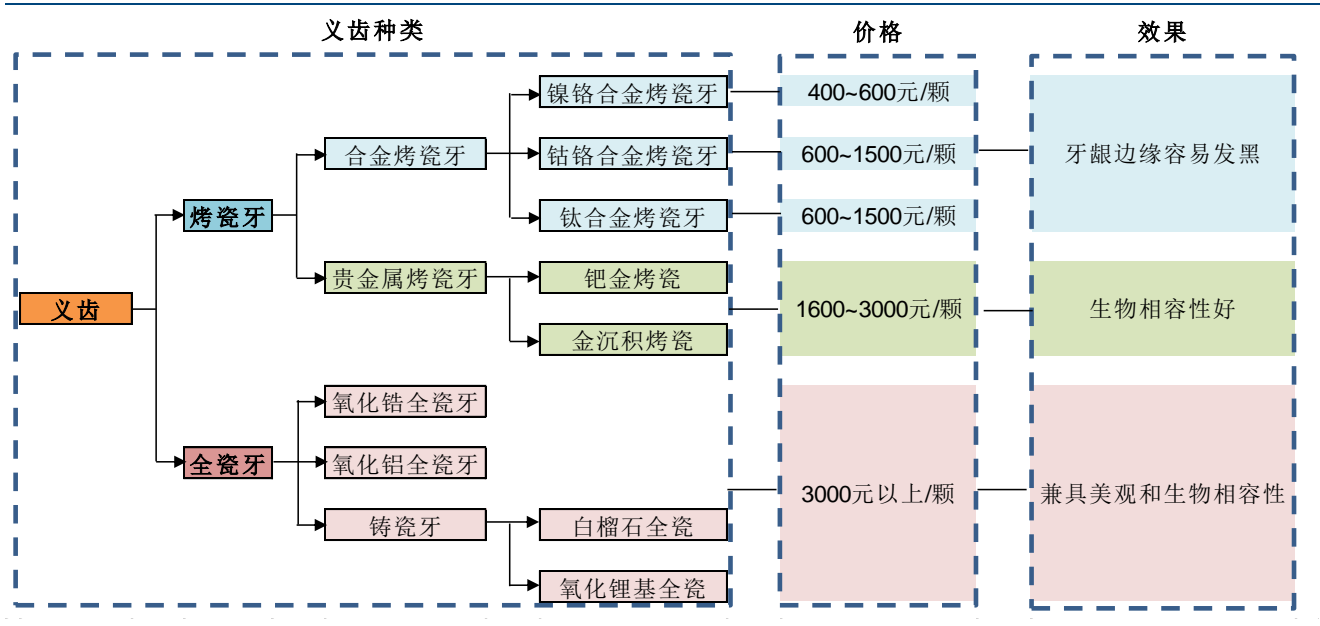 义齿种类
价格
效果
镍铬合金烤瓷牙
400~600元/颗
合金烤瓷牙
钴铬合金烤瓷牙
600~1500元/颗
牙龈边缘容易发黑
烤瓷牙
钛合金烤瓷牙
600~1500元/颗
贵金属烤瓷牙
钯金烤瓷
义齿
1600~3000元/颗
生物相容性好
金沉积烤瓷
氧化锆全瓷牙
全瓷牙
氧化铝全瓷牙
3000元以上/颗
兼具美观和生物相容性
铸瓷牙
白榴石全瓷
氧化锂基全瓷